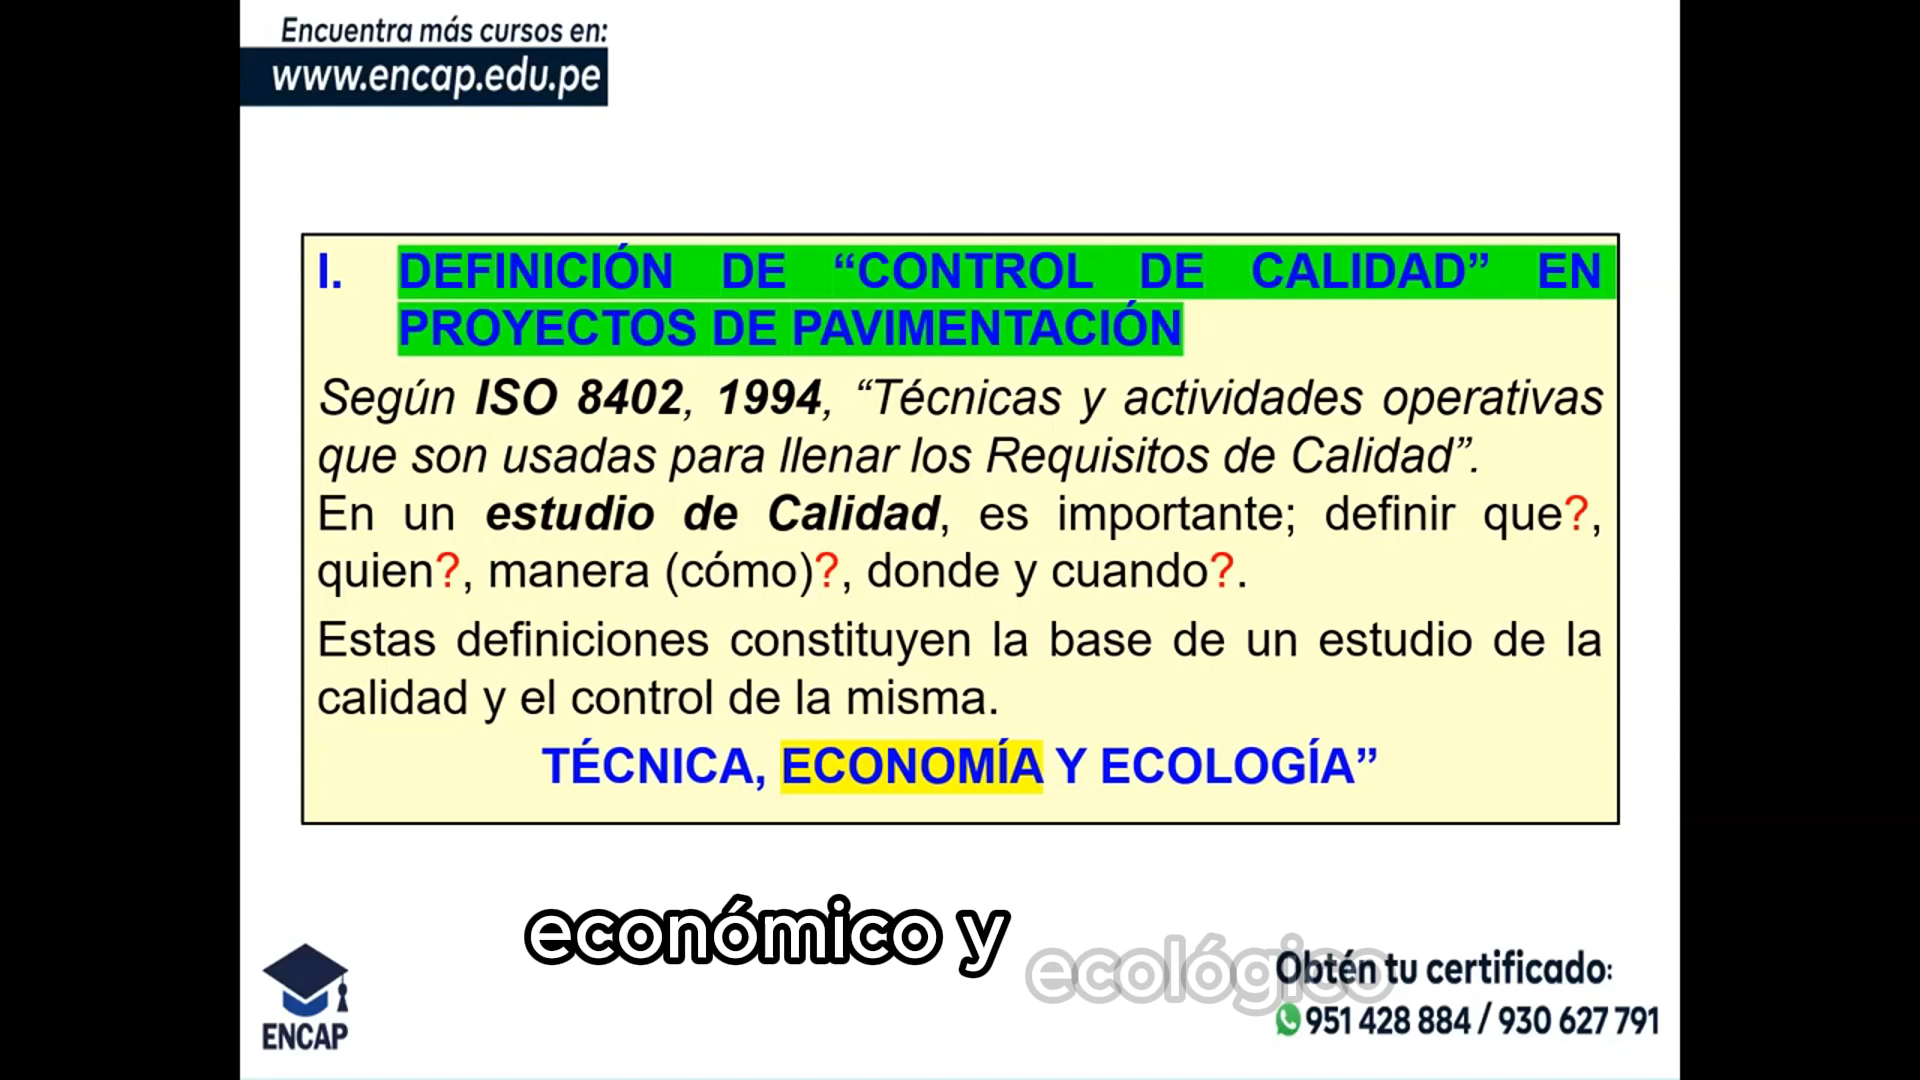 Encuentra más cursos en:
www.encap.edu.pe
I. DEFINICIÓN DE “CONTROL DE CALIDAD” EN
PROYECTOS DE PAVIMENTACIÓN
Según ISO 8402, 1994, “Técnicas y actividades operativas
que son usadas para llenar los Requisitos de Calidad”.
En un estudio de Calidad, es importante; definir que?,
quien?, manera (cómo)?, donde y cuando?.
Estas definiciones constituyen la base de un estudio de la
calidad y el control de la misma.
TÉCNICA, ECONOMÍA Y ECOLOGÍA”
económico y ecológico
ENCAP
Obtén tu certificado:
951 428 884 / 930 627 791